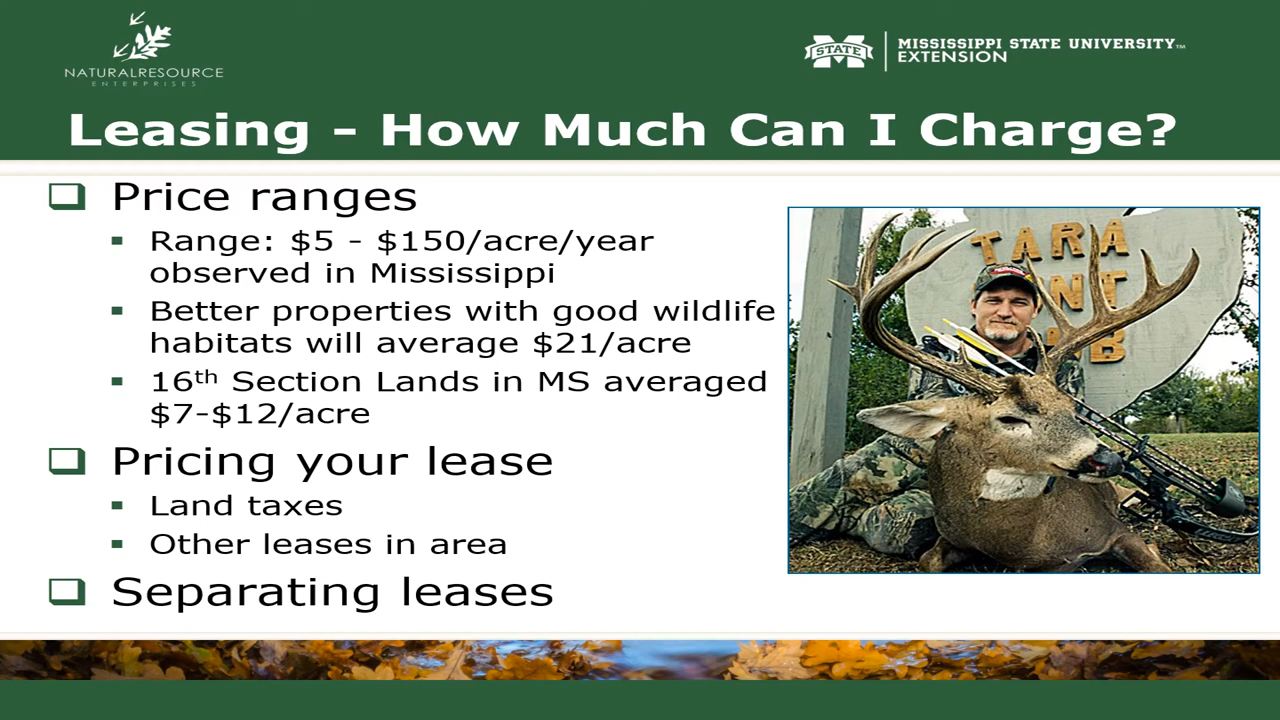 NATURALRESOURCE
ENTERPRISES
STATE
MISSISSIPPI STATE UNIVERSITY™
EXTENSION
Leasing - How Much Can I Charge?
Price ranges
Range: $5 - $150/acre/year
observed in Mississippi
Better properties with good wildlife
habitats will average $21/acre
16th Section Lands in MS averaged
$7-$12/acre
Pricing your lease
Land taxes
Other leases in area
Separating leases
TARA